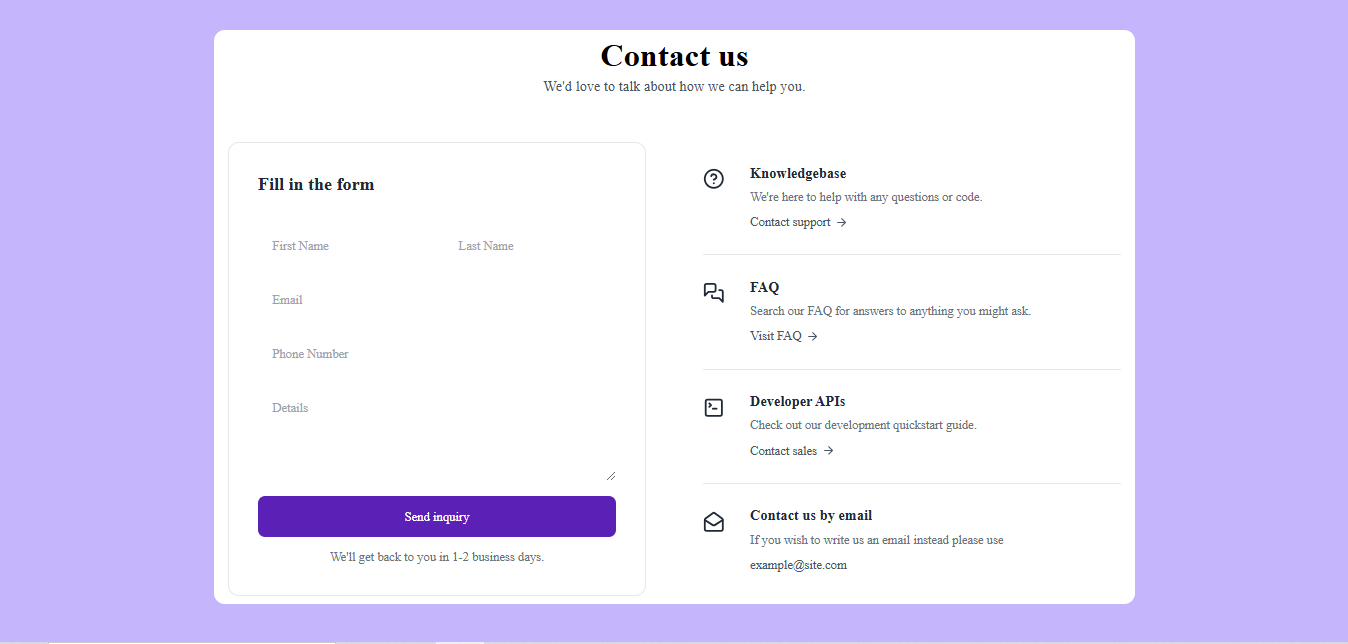 Contact us
We'd love to talk about how we can help you.
Fill in the form
First Name
Last Name
Email
Phone Number
Details
Send inquiry
We'll get back to you in 1-2 business days.
Knowledgebase
We're here to help with any questions or code.
Contact support →
FAQ
Search our FAQ for answers to anything you might ask.
Visit FAQ →
Developer APIs
Check out our development quickstart guide.
Contact sales →
Contact us by email
If you wish to write us an email instead please use
example@site.com